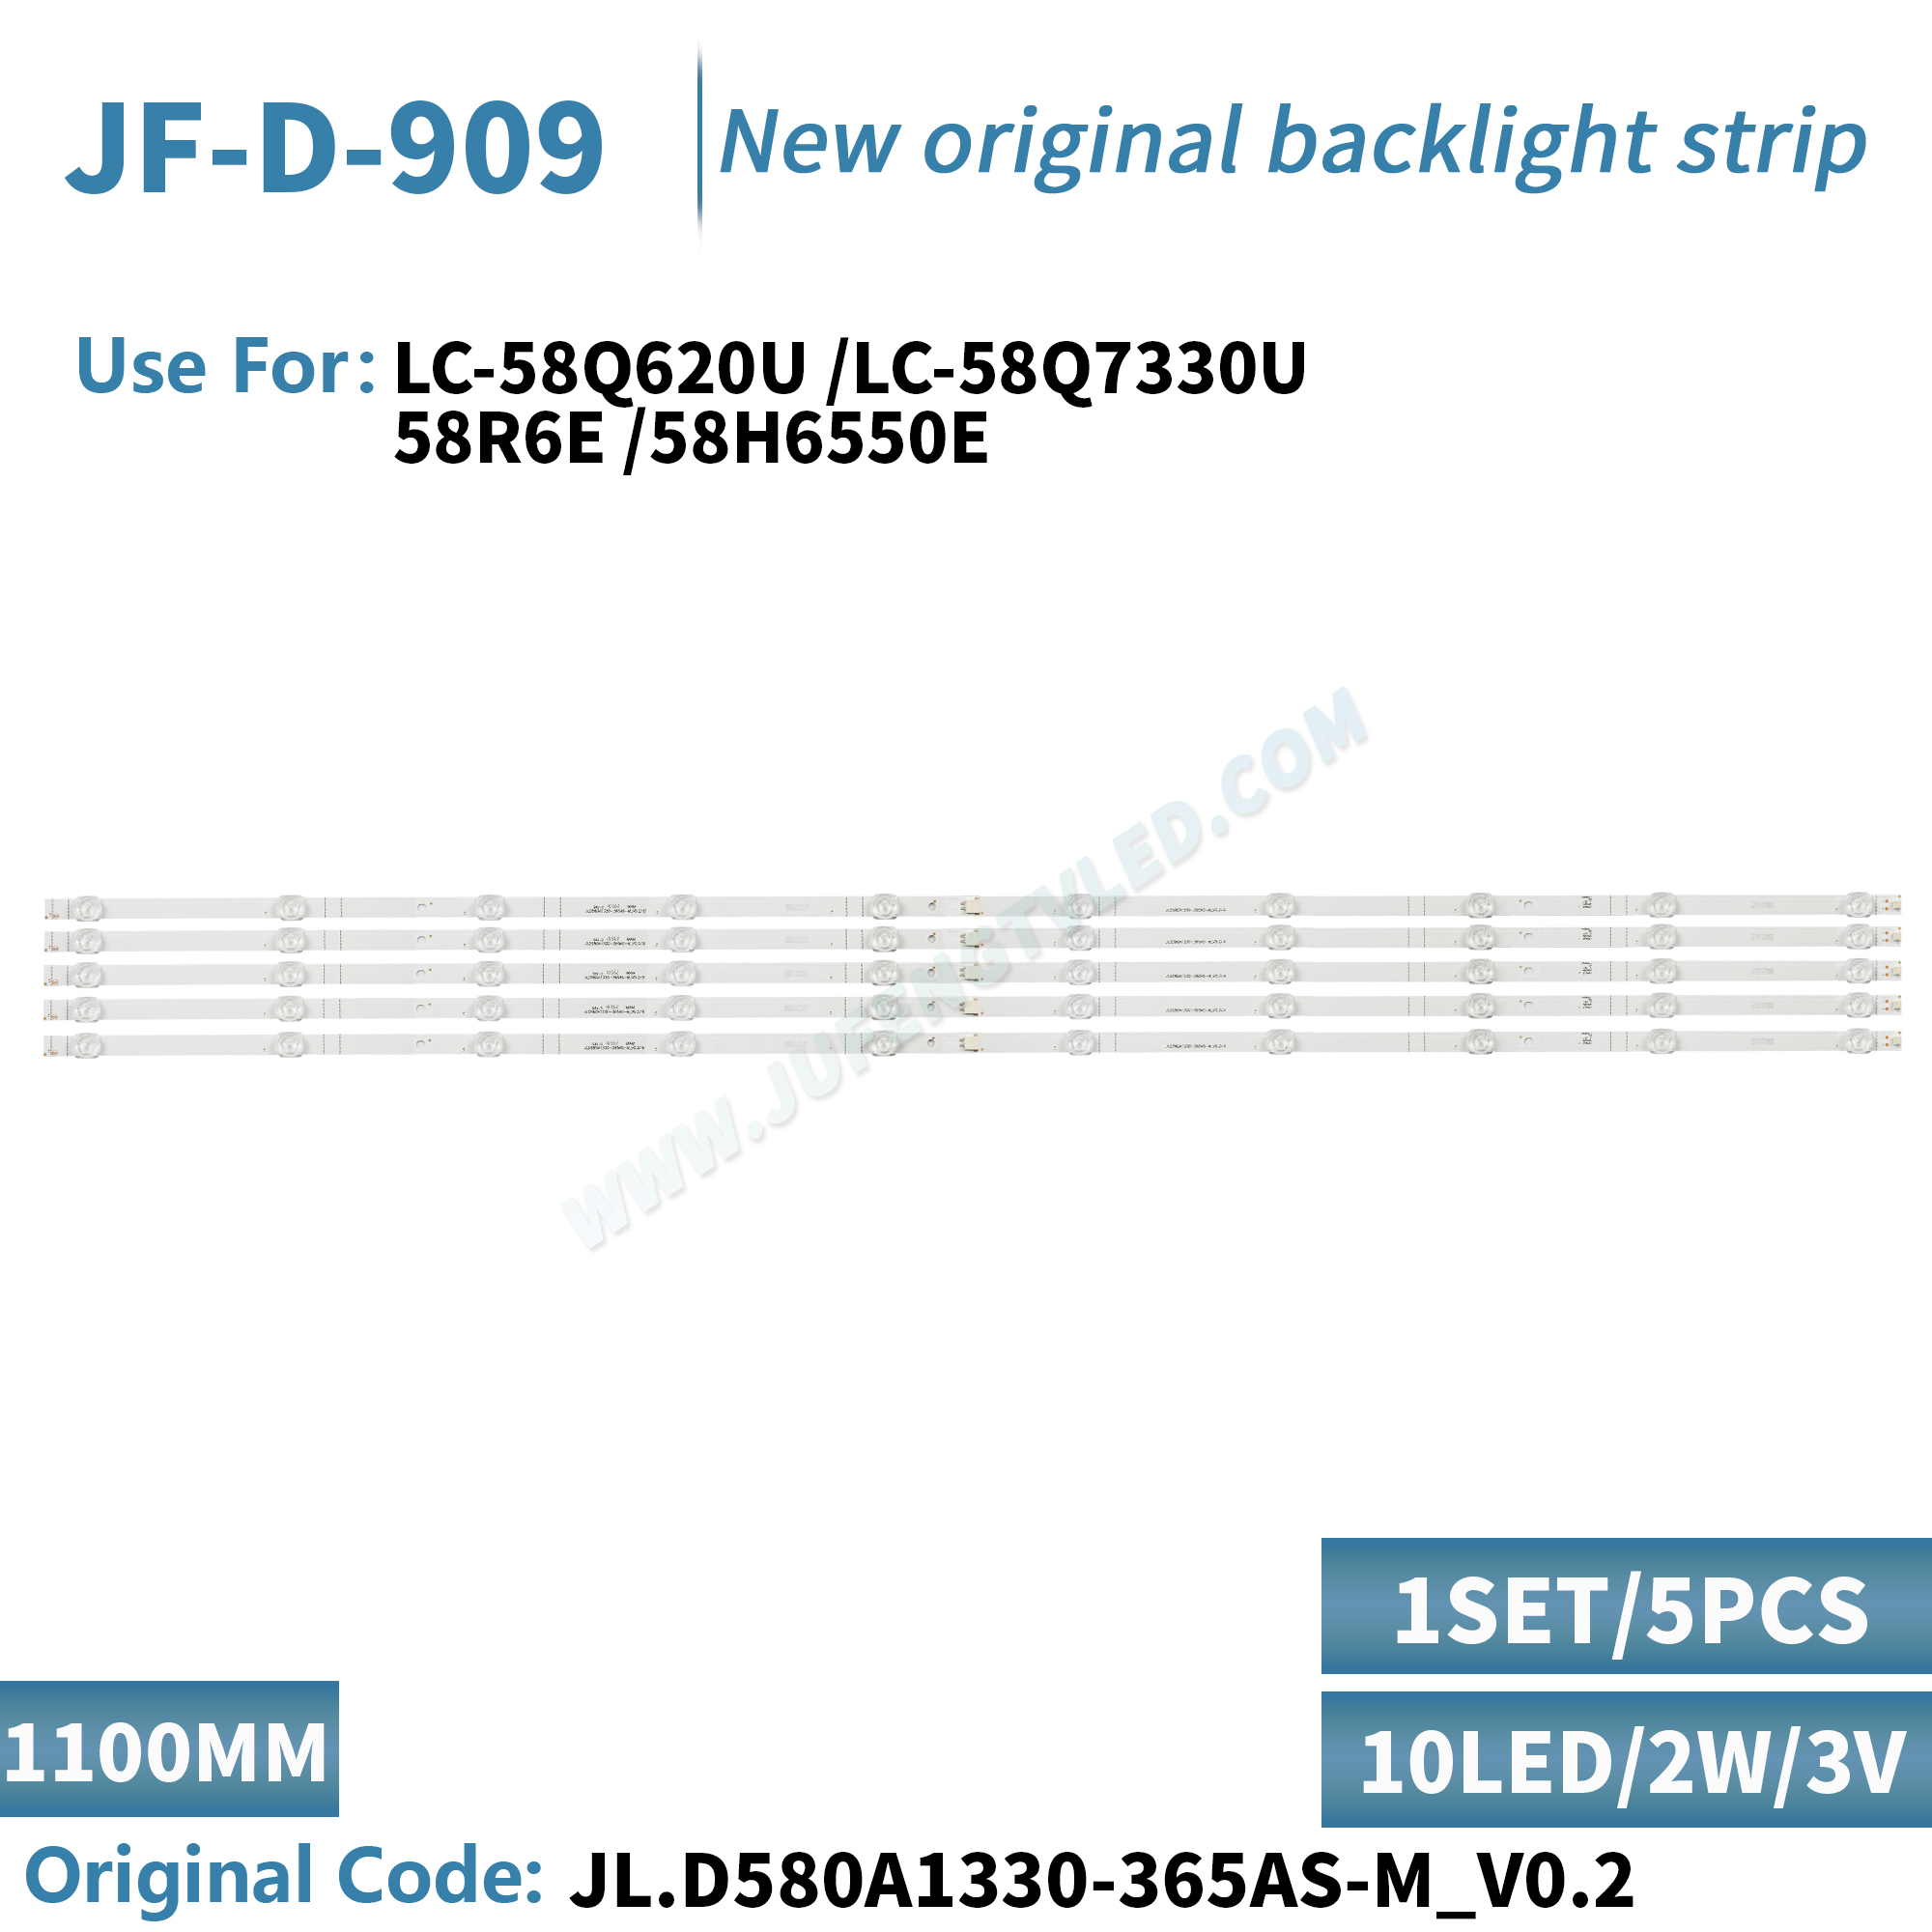 JF-D-909
New original backlight strip
Use For: LC-58Q620U /LC-58Q7330U
58R6E /58H6550E
WWW.JUFENGTVLED.COM
1SET/5PCS
1100MM
10LED/2W/3V
Original Code: JL.D580A1330-365AS-M_V0.2